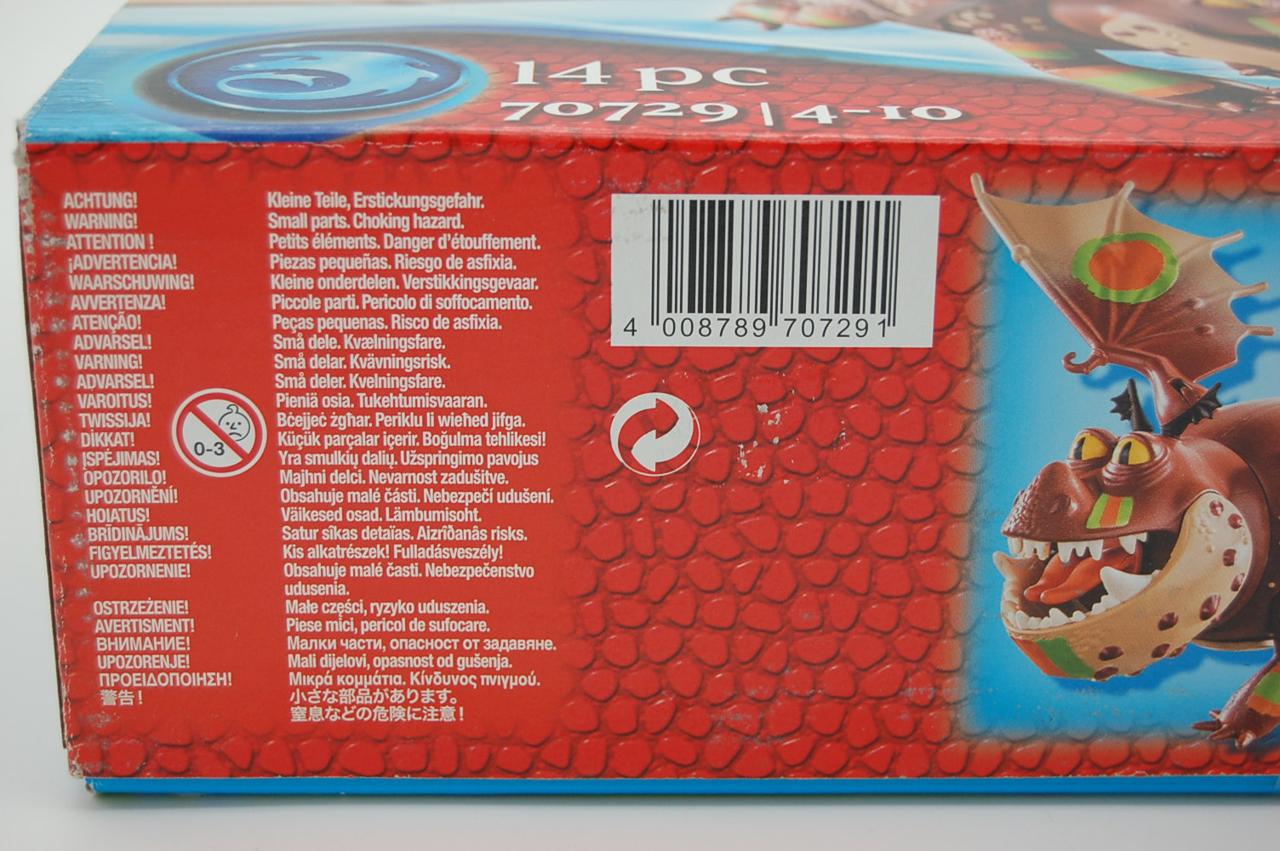 14 pc
70729 | 4-10
ACHTUNG! Kleine Teile, Erstickungsgefahr.
WARNING! Small parts. Choking hazard.
ATTENTION ! Petits éléments. Danger d'étouffement.
¡ADVERTENCIA! Piezas pequeñas. Riesgo de asfixia.
WAARSCHUWING! Kleine onderdelen. Verstikkingsgevaar.
AVVERTENZA! Piccole parti. Pericolo di soffocamento.
ATENÇÃO! Peças pequenas. Risco de asfixia.
ADVARSEL! Små dele. Kvælningsfare.
VARNING! Små delar. Kvävningsrisk.
ADVARSEL! Små deler. Kvelningsfare.
VAROITUS! Pieniä osia. Tukehtumisvaaran.
TWISSIJA! Bċejjeċ żgħar. Periklu li wieħed jifga.
DİKKAT! Küçük parçalar içerir. Boğulma tehlikesi!
ĮSPĖJIMAS! Yra smulkių dalių. Užspringimo pavojus
OPOZORILO! Majhni delci. Nevarnost zadušitve.
UPOZORNĚNÍ! Obsahuje malé části. Nebezpečí udušení.
HOIATUS! Väikesed osad. Lämbumisoht.
BRĪDINĀJUMS! Satur sīkas detaļas. Aizrīšanās risks.
FIGYELMEZTETÉS! Kis alkatrészek! Fulladásveszély!
UPOZORNENIE! Obsahuje malé časti. Nebezpečenstvo
udusenia.
OSTRZEŻENIE! Małe części, ryzyko uduszenia.
AVERTISMENT! Piese mici, pericol de sufocare.
ВНИМАНИЕ! Малки части, опасност от задавяне.
UPOZORENJE! Mali dijelovi, opasnost od gušenja.
ΠΡΟΕΙΔΟΠΟΙΗΣΗ! Μικρά κομμάτια. Κίνδυνος πνιγμού.
警告! 小さな部品があります。
窒息などの危険に注意!
0-3
4 008789 707291